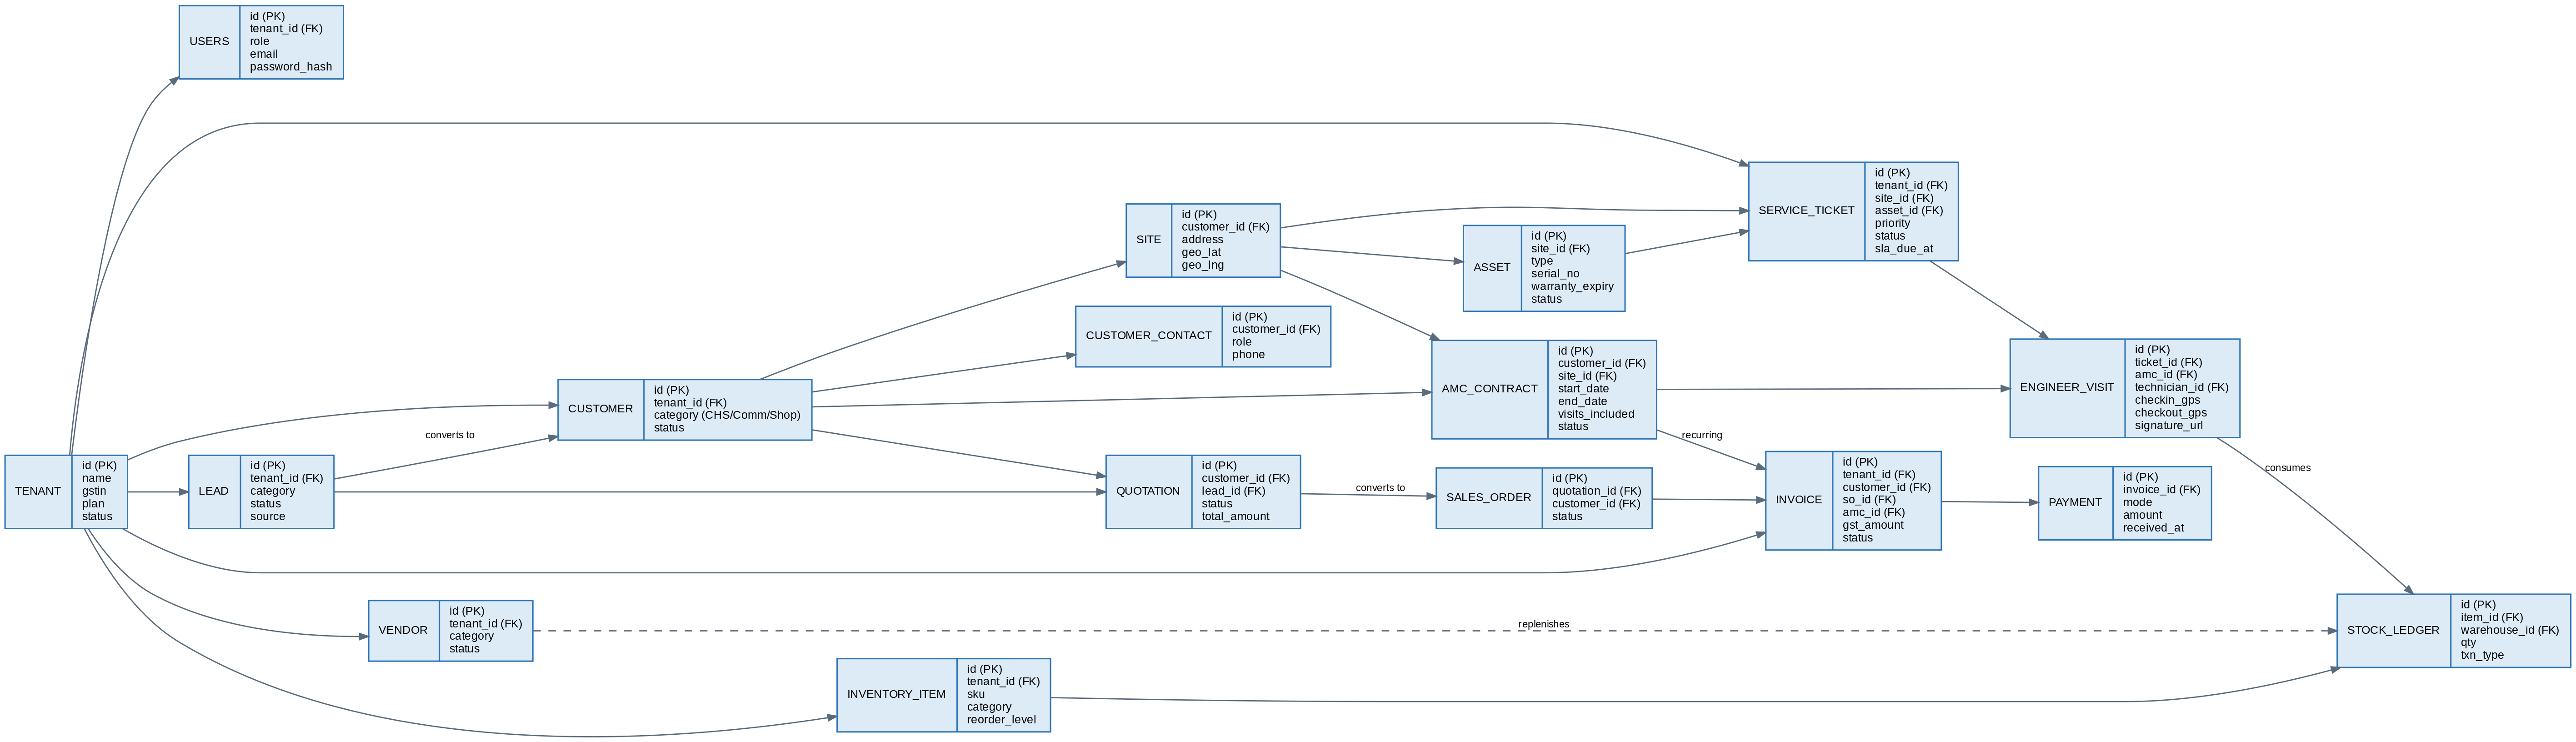 USERS
id (PK)
tenant_id (FK)
role
email
password_hash
SERVICE_TICKET
id (PK)
tenant_id (FK)
site_id (FK)
asset_id (FK)
priority
status
sla_due_at
SITE
id (PK)
customer_id (FK)
address
geo_lat
geo_lng
ASSET
id (PK)
site_id (FK)
type
serial_no
warranty_expiry
status
CUSTOMER_CONTACT
id (PK)
customer_id (FK)
role
phone
AMC_CONTRACT
id (PK)
customer_id (FK)
site_id (FK)
start_date
end_date
visits_included
status
ENGINEER_VISIT
id (PK)
ticket_id (FK)
amc_id (FK)
technician_id (FK)
checkin_gps
checkout_gps
signature_url
CUSTOMER
id (PK)
tenant_id (FK)
category (CHS/Comm/Shop)
status
converts to
recurring
TENANT
id (PK)
name
gstin
plan
status
LEAD
id (PK)
tenant_id (FK)
category
status
source
QUOTATION
id (PK)
customer_id (FK)
lead_id (FK)
status
total_amount
converts to
SALES_ORDER
id (PK)
quotation_id (FK)
customer_id (FK)
status
INVOICE
id (PK)
tenant_id (FK)
customer_id (FK)
so_id (FK)
amc_id (FK)
gst_amount
status
PAYMENT
id (PK)
invoice_id (FK)
mode
amount
received_at
consumes
VENDOR
id (PK)
tenant_id (FK)
category
status
replenishes
STOCK_LEDGER
id (PK)
item_id (FK)
warehouse_id (FK)
qty
txn_type
INVENTORY_ITEM
id (PK)
tenant_id (FK)
sku
category
reorder_level